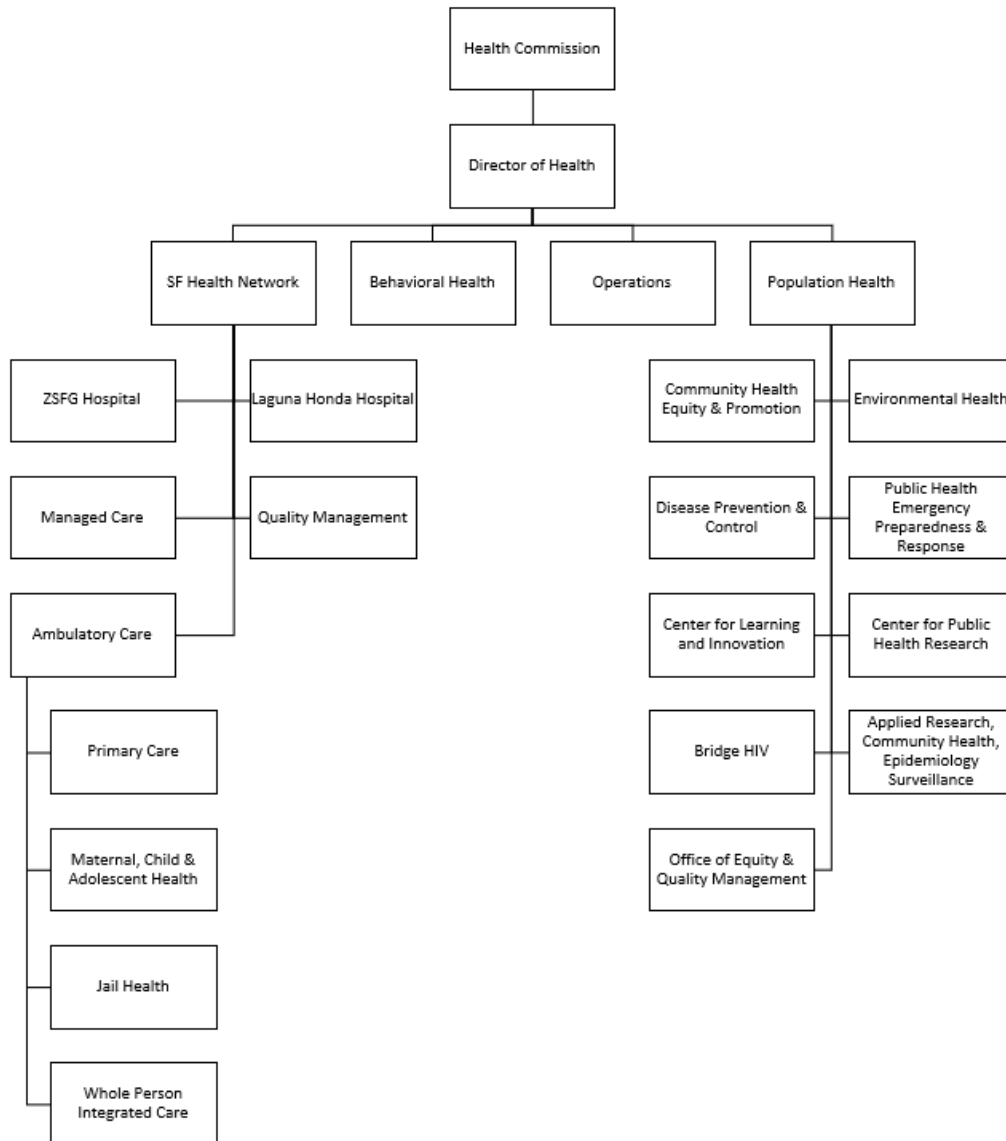 Health Commission
Director of Health
SF Health Network
Behavioral Health
Operations
Population Health
ZSFG Hospital
Laguna Honda Hospital
Community Health
Equity & Promotion
Environmental Health
Managed Care
Quality Management
Disease Prevention &
Control
Public Health
Emergency
Preparedness &
Response
Ambulatory Care
Center for Learning
and Innovation
Center for Public
Health Research
Primary Care
Bridge HIV
Applied Research,
Community Health,
Epidemiology
Surveillance
Maternal, Child &
Adolescent Health
Office of Equity &
Quality Management
Jail Health
Whole Person
Integrated Care